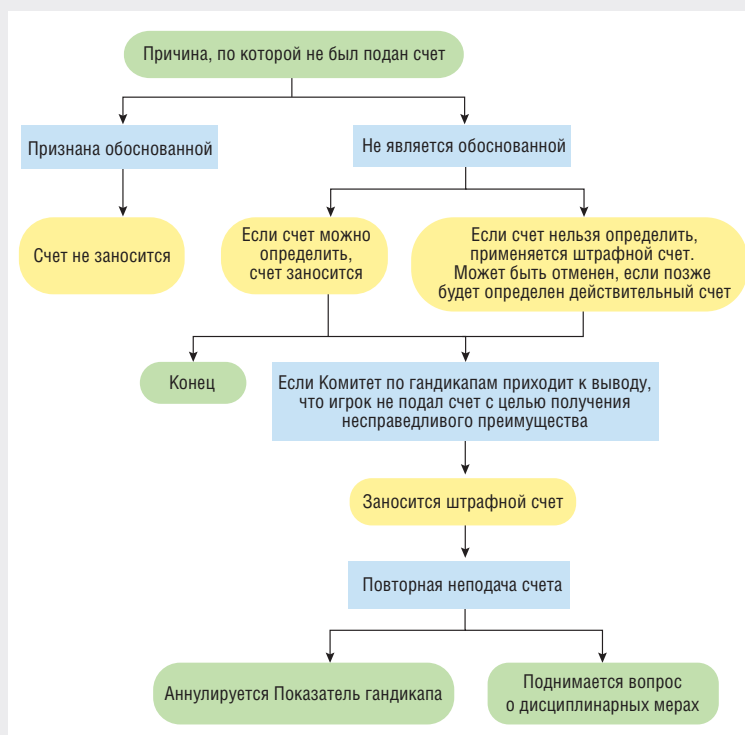 Причина, по которой не был подан счет
Признана обоснованной
Не является обоснованной
Счет не заносится
Если счет можно
определить,
счет заносится
Если счет нельзя определить,
применяется штрафной счет.
Может быть отменен, если позже
будет определен действительный счет
Конец
Если Комитет по гандикапам приходит к выводу,
что игрок не подал счет с целью получения
несправедливого преимущества
Заносится штрафной счет
Повторная неподача счета
Аннулируется Показатель гандикапа
Поднимается вопрос
о дисциплинарных мерах